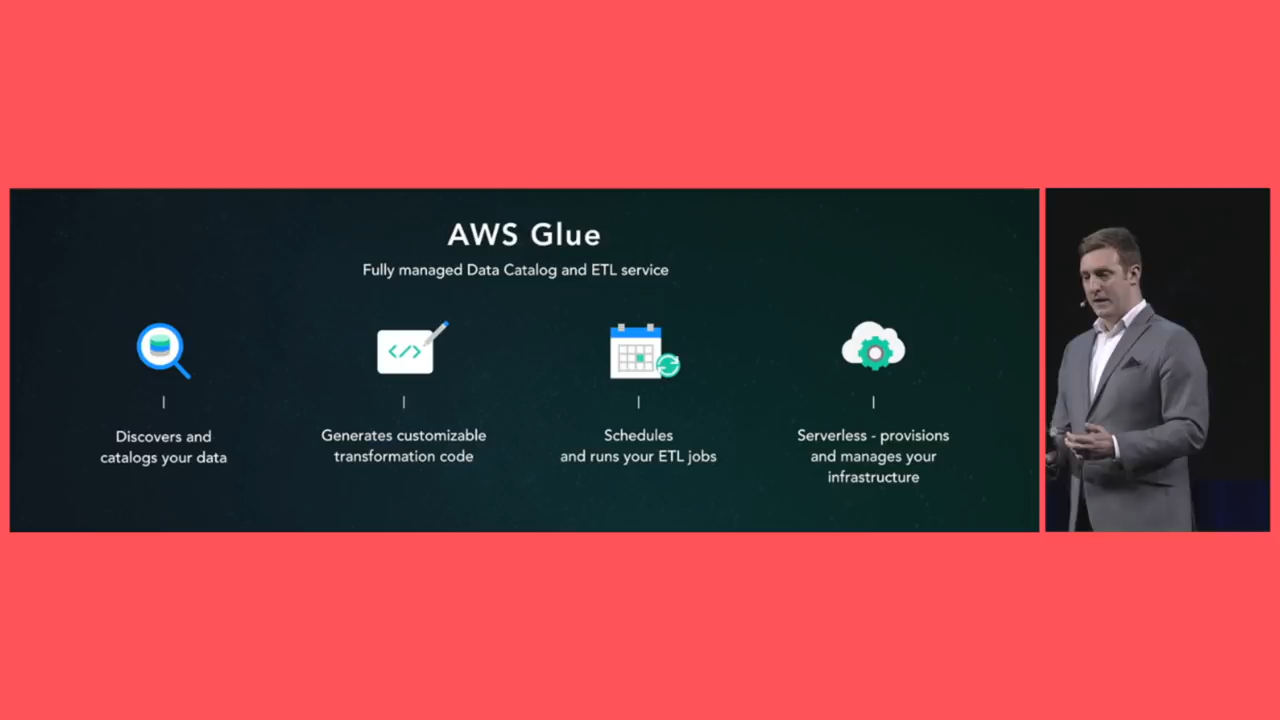 AWS Glue
Fully managed Data Catalog and ETL service
Discovers and
catalogs your data
Generates customizable
transformation code
Schedules
and runs your ETL jobs
Serverless - provisions
and manages your
infrastructure